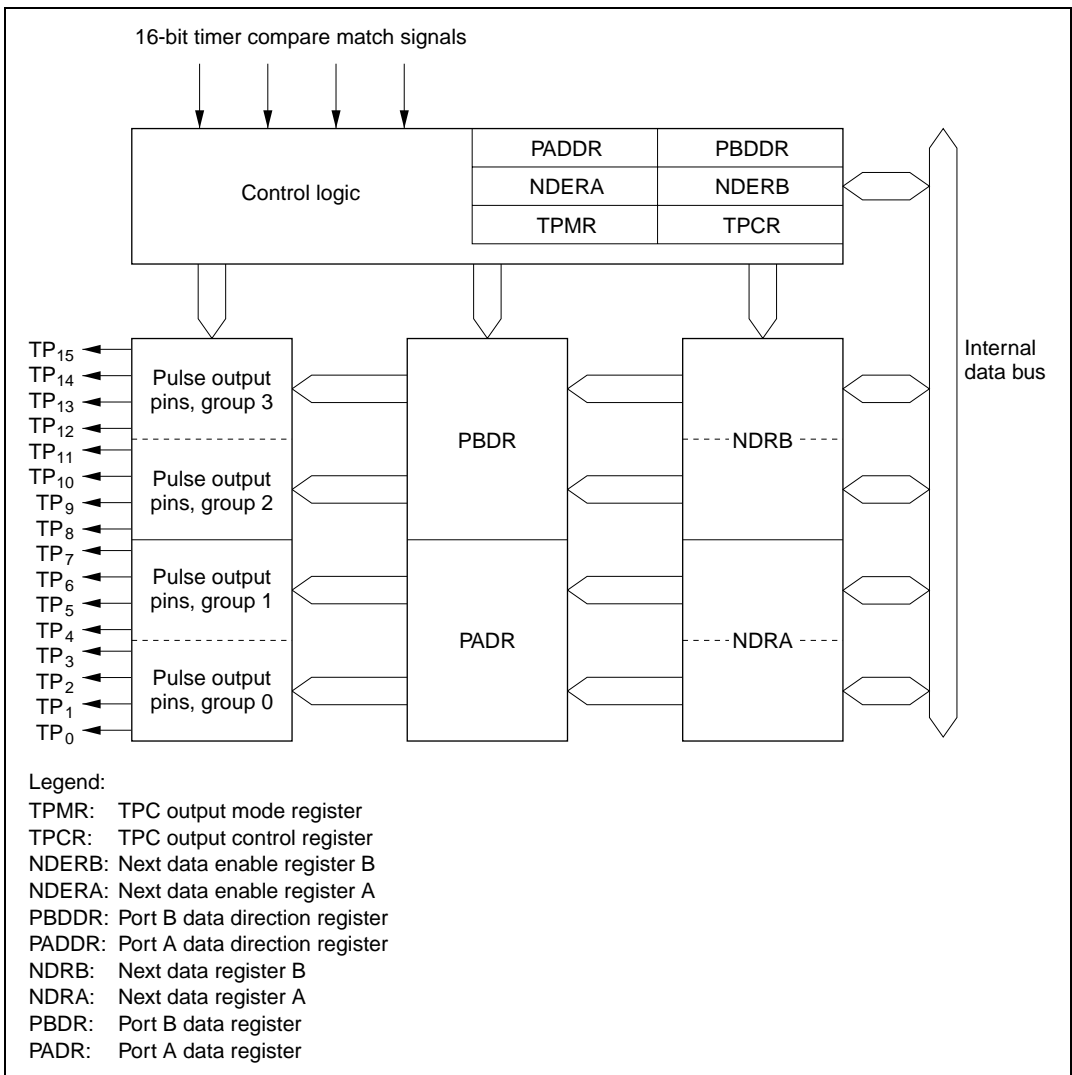 16-bit timer compare match signals
Control logic
PADDR PBDDR
NDERA NDERB
TPMR TPCR
Internal
data bus
TP15
TP14
TP13
TP12
TP11
TP10
TP9
TP8
TP7
TP6
TP5
TP4
TP3
TP2
TP1
TP0
Pulse output
pins, group 3
Pulse output
pins, group 2
Pulse output
pins, group 1
Pulse output
pins, group 0
PBDR
PADR
NDRB
NDRA
Legend:
TPMR: TPC output mode register
TPCR: TPC output control register
NDERB: Next data enable register B
NDERA: Next data enable register A
PBDDR: Port B data direction register
PADDR: Port A data direction register
NDRB: Next data register B
NDRA: Next data register A
PBDR: Port B data register
PADR: Port A data register